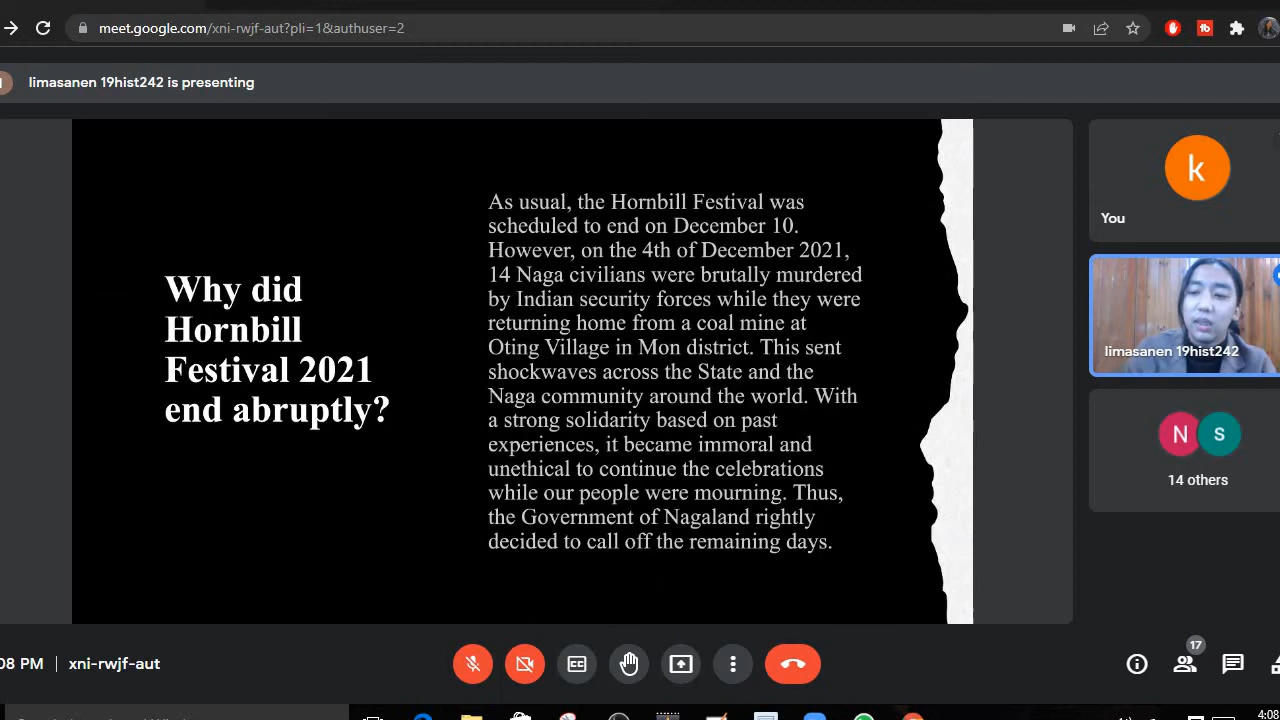 meet.google.com/xni-rwjf-aut?pli=1&authuser=2
limasanen 19hist242 is presenting
Why did
Hornbill
Festival 2021
end abruptly?
As usual, the Hornbill Festival was
scheduled to end on December 10.
However, on the 4th of December 2021,
14 Naga civilians were brutally murdered
by Indian security forces while they were
returning home from a coal mine at
Oting Village in Mon district. This sent
shockwaves across the State and the
Naga community around the world. With
a strong solidarity based on past
experiences, it became immoral and
unethical to continue the celebrations
while our people were mourning. Thus,
the Government of Nagaland rightly
decided to call off the remaining days.
k
You
limasanen 19hist242
N S
14 others
08 PM | xni-rwjf-aut
17
4:08